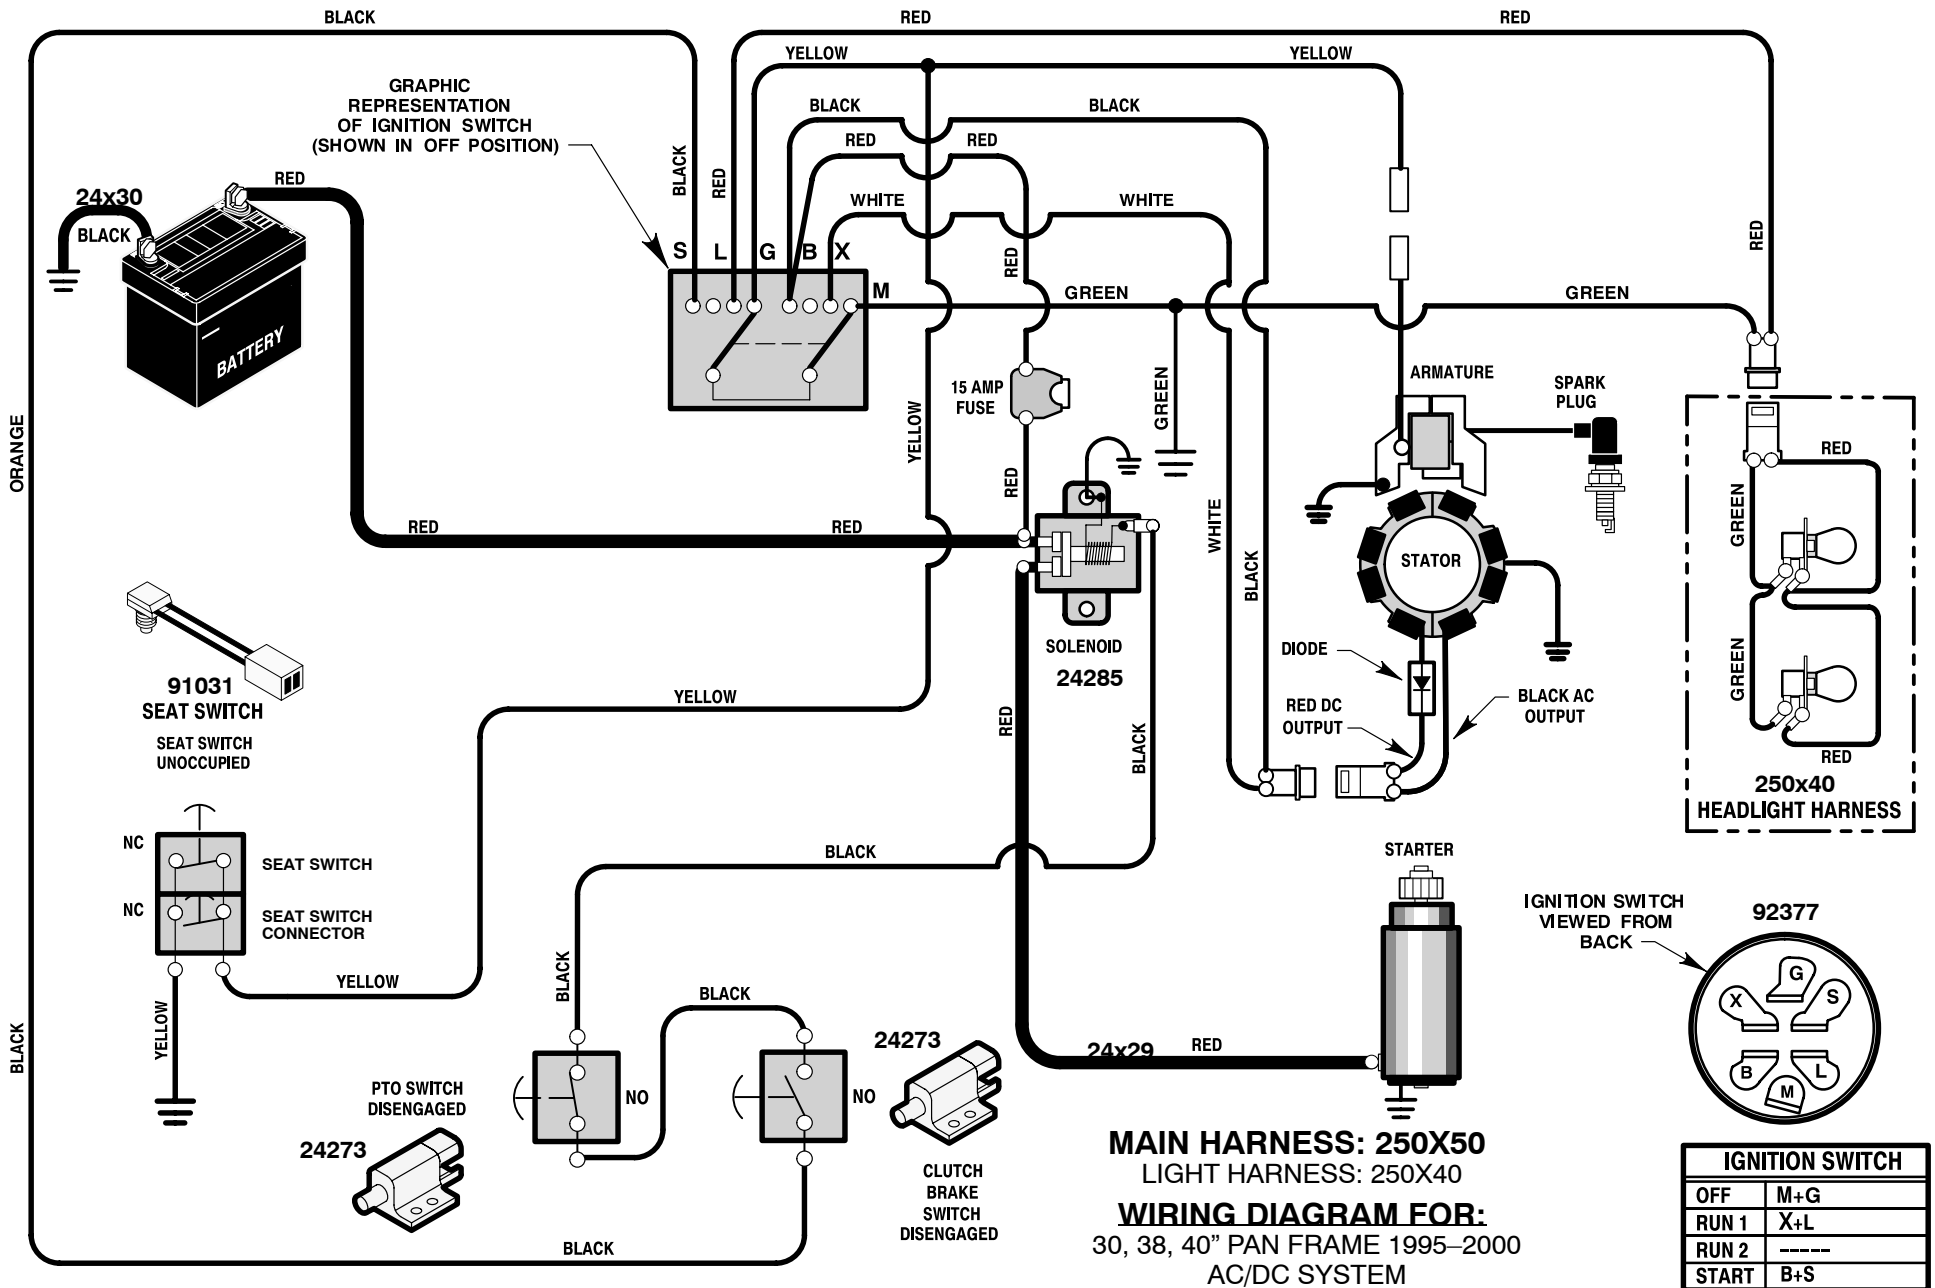 BLACK
RED
RED
YELLOW
YELLOW
GRAPHIC
REPRESENTATION
OF IGNITION SWITCH
(SHOWN IN OFF POSITION)
BLACK
BLACK
RED
RED
BLACK
RED
WHITE
WHITE
24x30
RED
BLACK
RED
RED
S
L
G
B
X
M
GREEN
GREEN
BATTERY
15 AMP
FUSE
GREEN
ARMATURE
SPARK
PLUG
ORANGE
YELLOW
RED
RED
GREEN
RED
RED
WHITE
BLACK
STATOR
SOLENOID
24285
DIODE
RED DC
OUTPUT
BLACK AC
OUTPUT
GREEN
RED
250x40
HEADLIGHT HARNESS
91031
SEAT SWITCH
SEAT SWITCH
UNOCCUPIED
YELLOW
RED
BLACK
NC
SEAT SWITCH
NC
SEAT SWITCH
CONNECTOR
BLACK
STARTER
IGNITION SWITCH
VIEWED FROM
BACK
92377
G
X
S
B
L
M
YELLOW
YELLOW
BLACK
BLACK
BLACK
24x29
RED
24273
PTO SWITCH
DISENGAGED
NO
NO
24273
CLUTCH
BRAKE
SWITCH
DISENGAGED
BLACK
MAIN HARNESS: 250X50
LIGHT HARNESS: 250X40
WIRING DIAGRAM FOR:
30, 38, 40” PAN FRAME 1995–2000
AC/DC SYSTEM
IGNITION SWITCH
OFF M+G
RUN 1 X+L
RUN 2 -----
START B+S